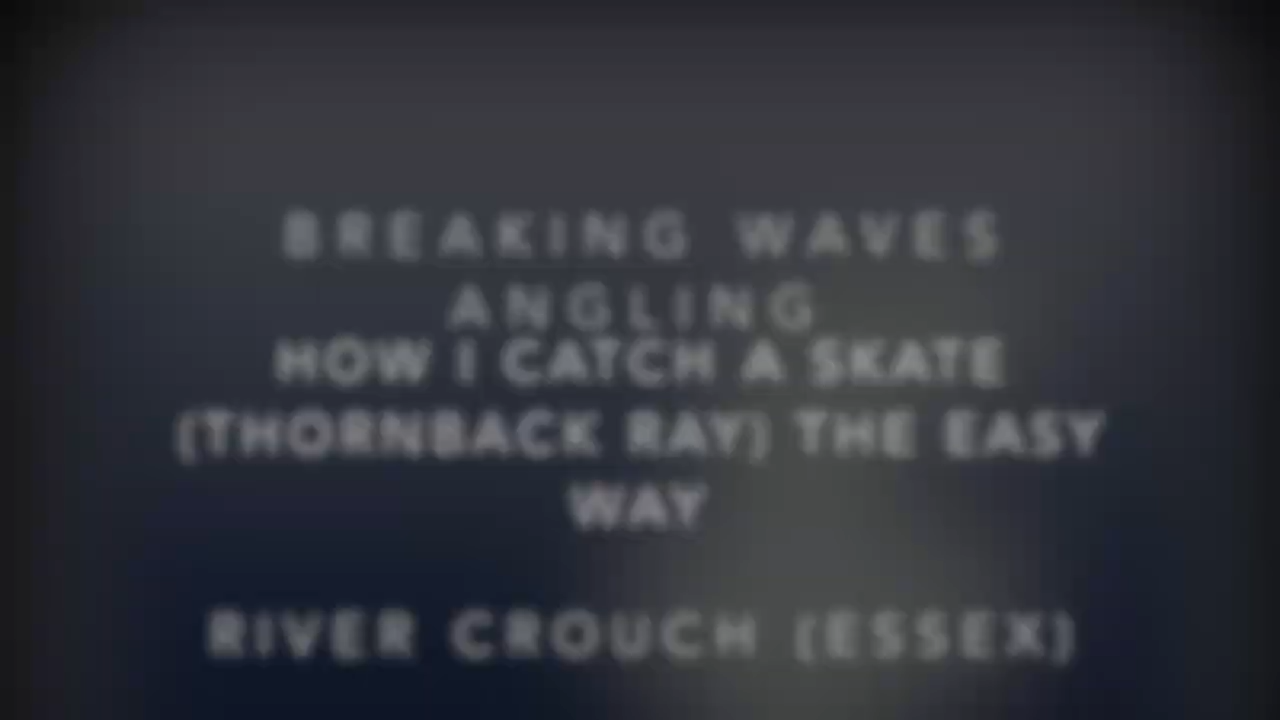 BREAKING WAVES
ANGLING
HOW I CATCH A SKATE
(THORNBACK RAY) THE EASY
WAY
RIVER CROUCH (ESSEX)